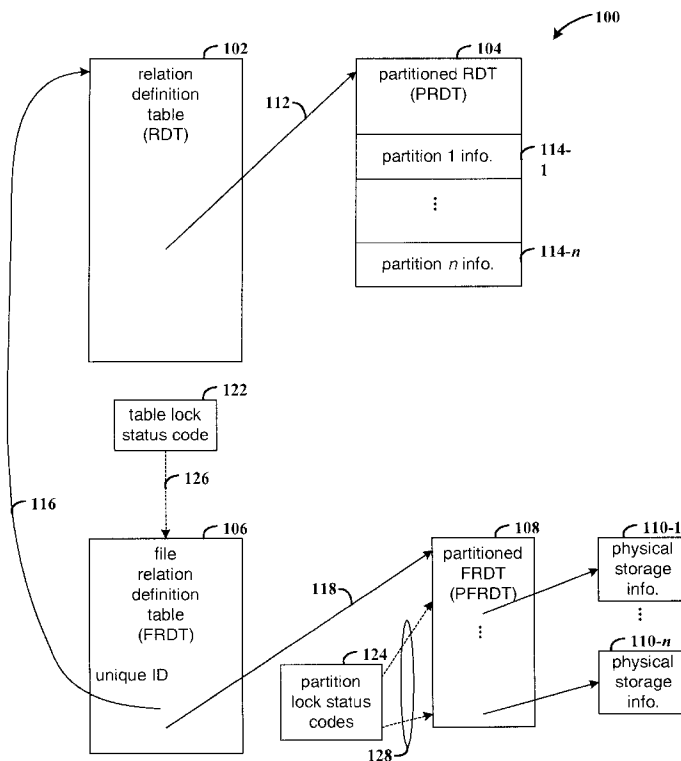 100
102
relation
definition
table
(RDT)
104
partitioned RDT
(PRDT)
112
partition 1 info.
114-
1
⋮
partition n info.
114-n
122
table lock
status code
126
116
106
file
relation
definition
table
(FRDT)
unique ID
118
108
partitioned
FRDT
(PFRDT)
⋮
110-1
physical
storage
info.
⋮
110-n
physical
storage
info.
124
partition
lock status
codes
128